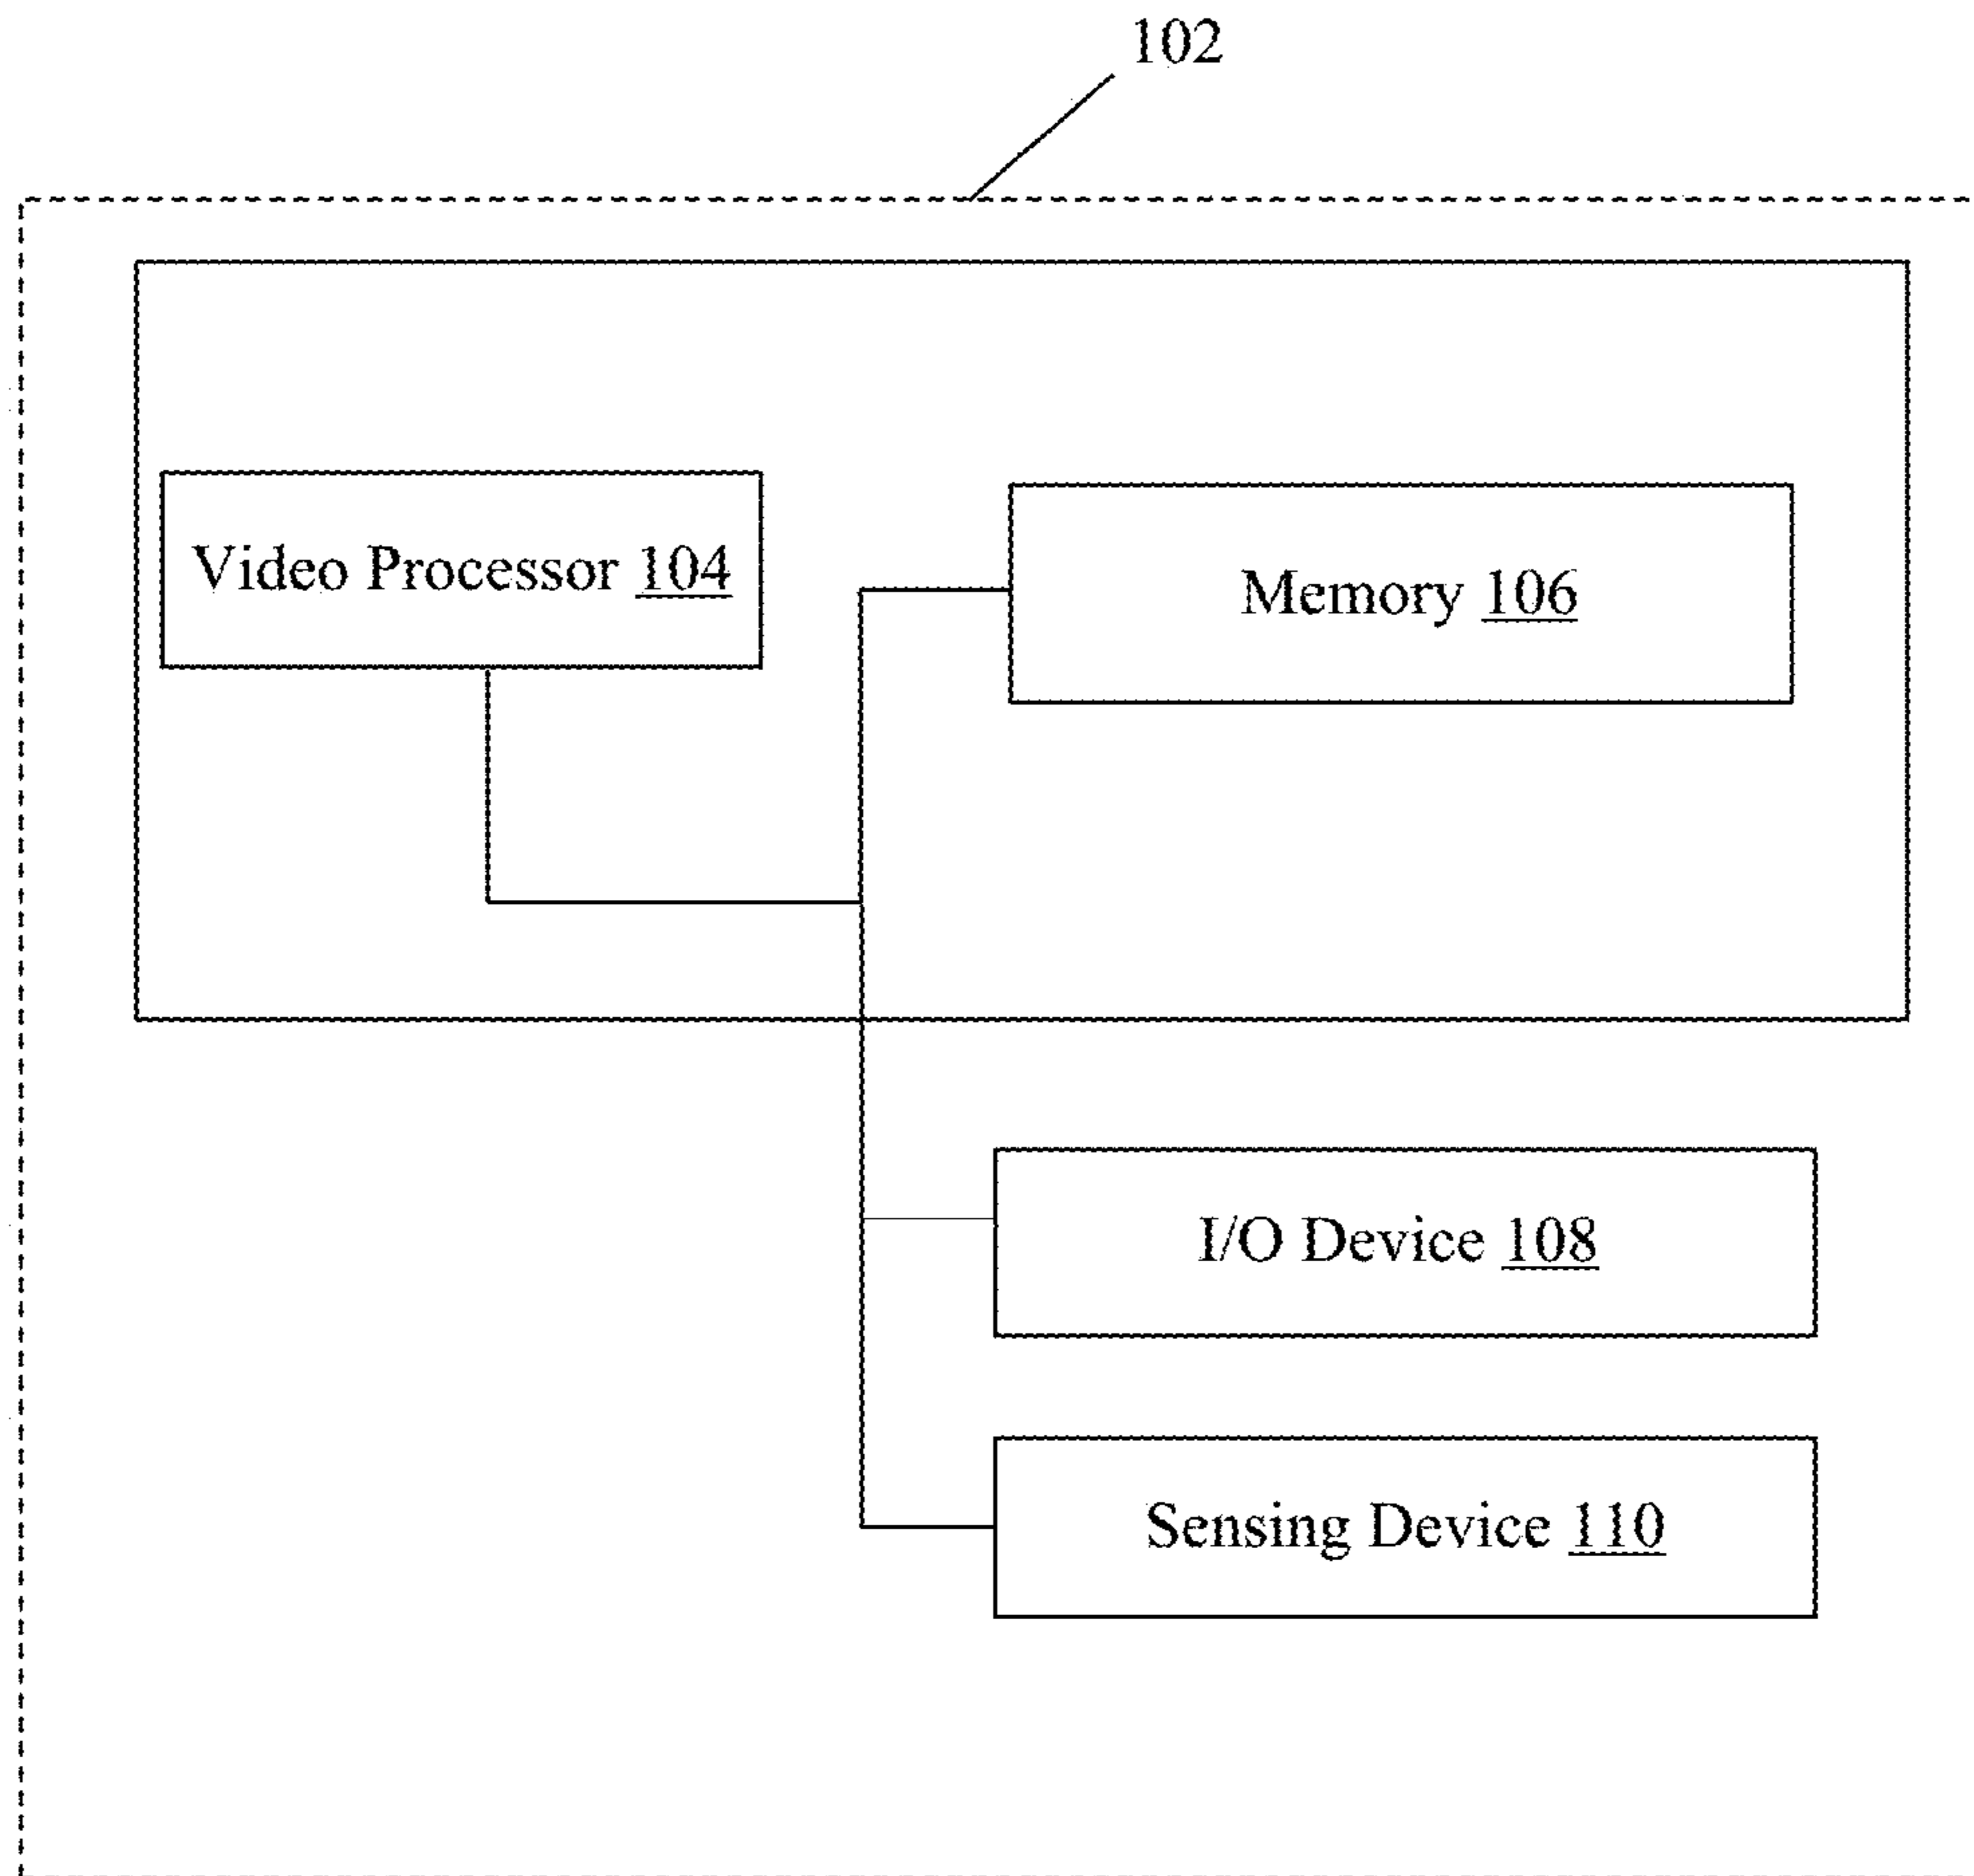 102
Video Processor 104
Memory 106
I/O Device 108
Sensing Device 110